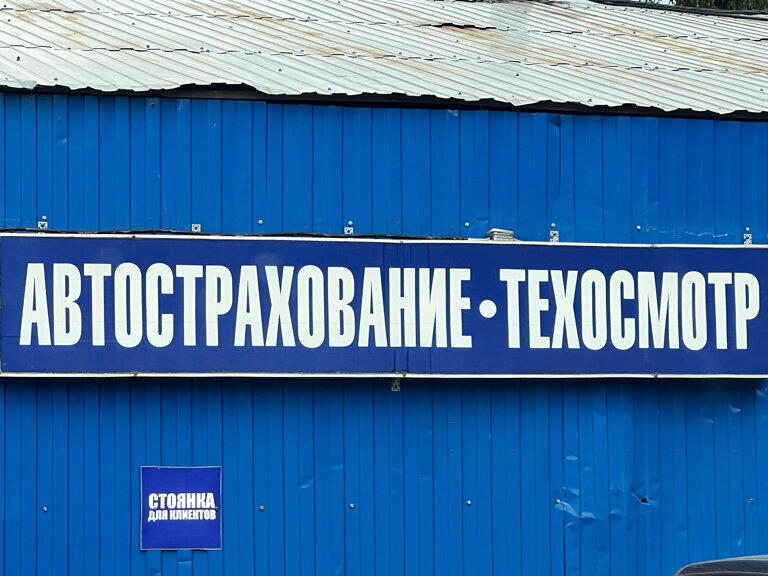 АВТОСТРАХОВАНИЕ•ТЕХОСМОТР
СТОЯНКА
ДЛЯ КЛИЕНТОВ